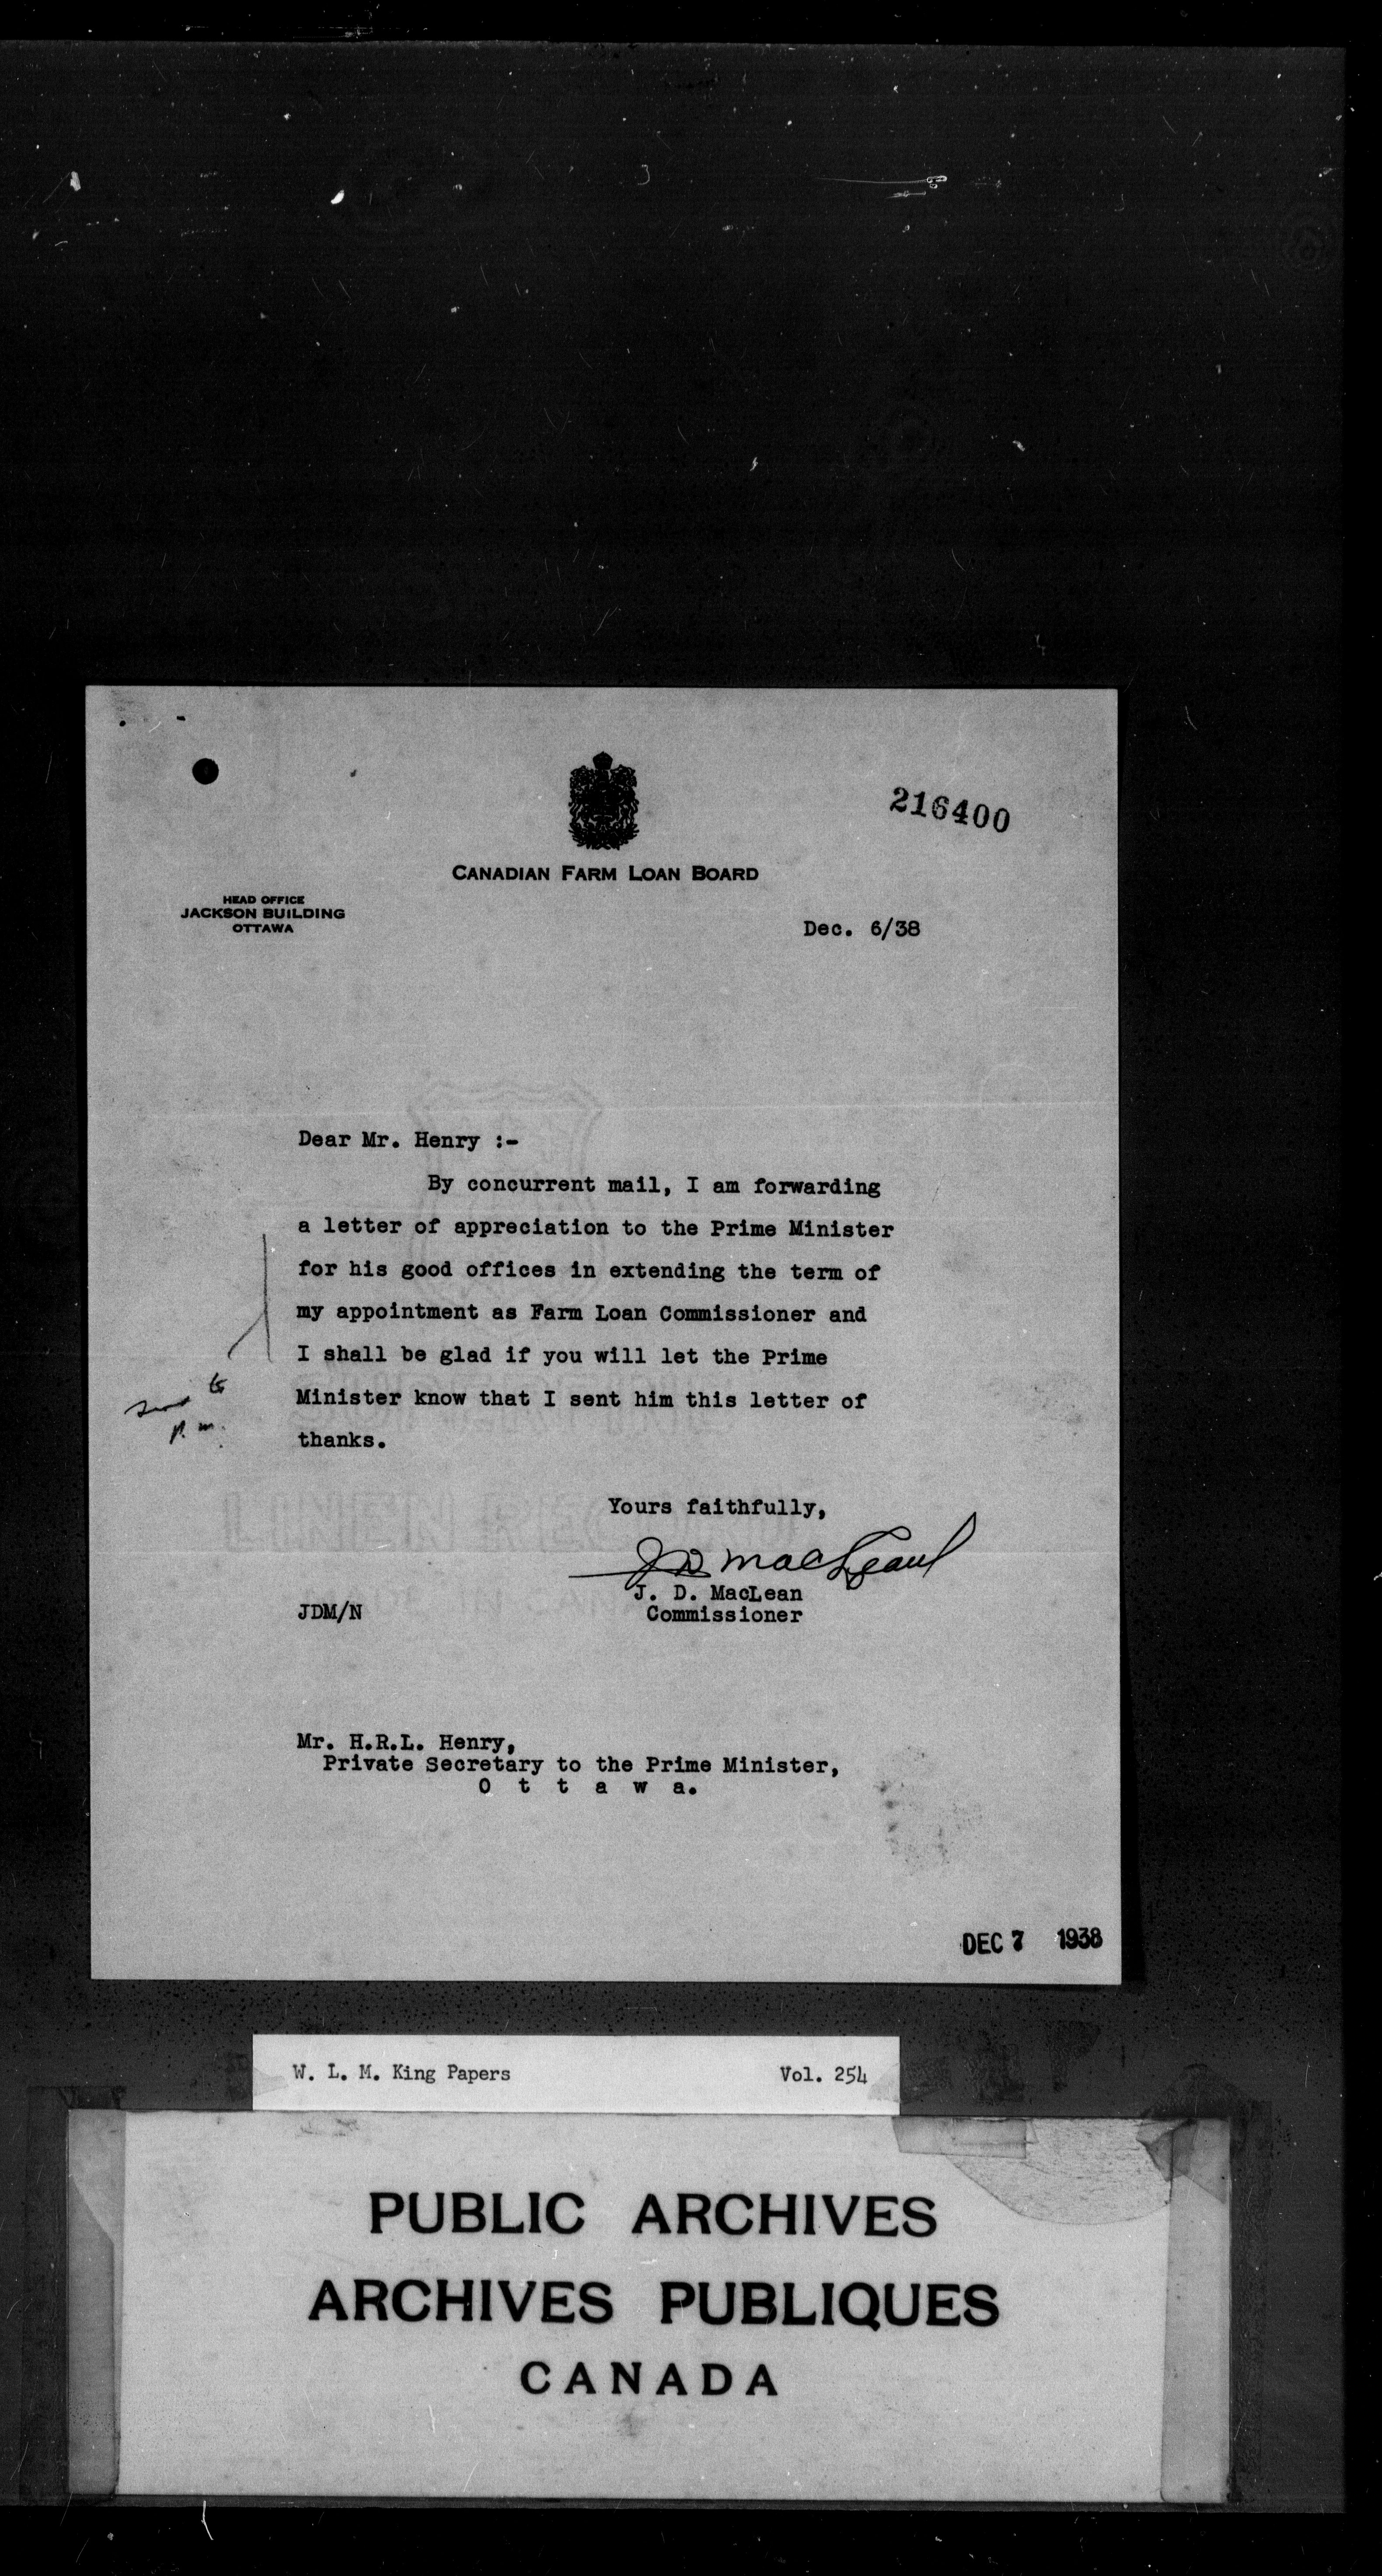 216400
CANADIAN FARM LOAN BOARD
HEAD OFFICE
JACKSON BUILDING
OTTAWA
Dec. 6/38
Dear Mr. Henry :-
By concurrent mail, I am forwarding
a letter of appreciation to the Prime Minister
for his good offices in extending the term of
my appointment as Farm Loan Commissioner and
I shall be glad if you will let the Prime
Minister know that I sent him this letter of
thanks.
to
p.m.
Yours faithfully,
JD MacLean
J. D. MacLean
Commissioner
JDM/N
Mr. H.R.L. Henry,
Private Secretary to the Prime Minister,
O t t a w a.
DEC 7 1938
W. L. M. King Papers Vol. 254
PUBLIC ARCHIVES
ARCHIVES PUBLIQUES
CANADA